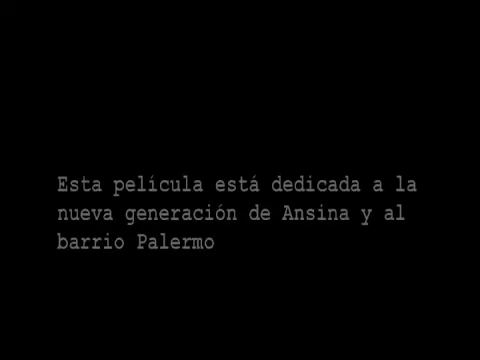 Esta película está dedicada a la
nueva generación de Ansina y al
barrio Palermo